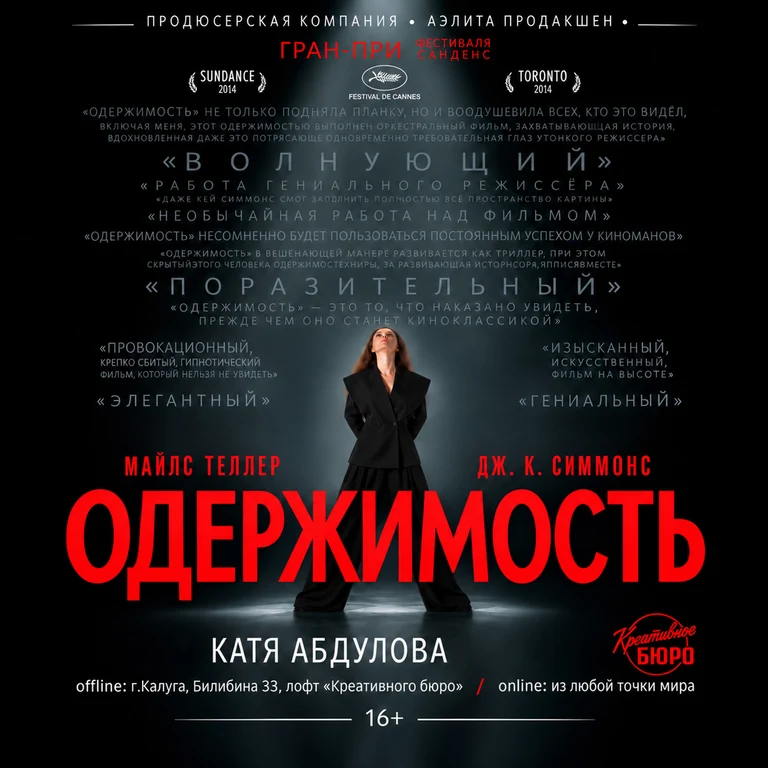 ПРОДЮСЕРСКАЯ КОМПАНИЯ • АЭЛИТА ПРОДАКШЕН •
ГРАН-ПРИ ФЕСТИВАЛЯ САНДЕНС
SUNDANCE
2014
FESTIVAL DE CANNES
TORONTO
2014
«ОДЕРЖИМОСТЬ» НЕ ТОЛЬКО ПОДНЯЛА ПЛАНКУ, НО И ВООДУШЕВИЛА ВСЕХ, КТО ЭТО ВИДЁЛ,
ВКЛЮЧАЯ МЕНЯ, ЭТОТ ОДЕРЖИМОСТЬЮ ВЫПОЛНЕН ОРКЕСТРАЛЬНЫЙ ФИЛЬМ, ЗАХВАТЫВАЮЩАЯ ИСТОРИЯ,
ВДОХНОВЛЕННАЯ ДАЖЕ ЭТО ПОТРЯСАЮЩЕ ОДНОВРЕМЕННО ТРЕБОВАТЕЛЬНАЯ ГЛАЗ УТОНКОГО РЕЖИССЕРА»
«ВОЛНУЮЩИЙ»
«РАБОТА ГЕНИАЛЬНОГО РЕЖИССЁРА»
«ДАЖЕ КЕЙ СИММОНС СМОГ ЗАПОЛНИТЬ ПОЛНОСТЬЮ ВСЁ ПРОСТРАНСТВО КАРТИНЫ»
«НЕОБЫЧАЙНАЯ РАБОТА НАД ФИЛЬМОМ»
«ОДЕРЖИМОСТЬ» НЕСОМНЕННО БУДЕТ ПОЛЬЗОВАТЬСЯ ПОСТОЯННЫМ УСПЕХОМ У КИНОМАНОВ»
«ОДЕРЖИМОСТЬ» В ВЕШЕНАЮЩЕЙ МАНЕРЕ РАЗВИВАЕТСЯ КАК ТРИЛЛЕР, ПРИ ЭТОМ
СКРЫТЫЙЭТОГО ЧЕЛОВЕКА ЗА РАЗВИВАЮЩАЯ
«ПОРАЗИТЕЛЬНЫЙ»
«ОДЕРЖИМОСТЬ» — ЭТО ТО, ЧТО НАКАЗАНО УВИДЕТЬ,
ПРЕЖДЕ ЧЕМ ОНО СТАНЕТ КИНОКЛАССИКОЙ»
«ПРОВОКАЦИОННЫЙ,
КРЕПКО СБИТЫЙ, ГИПНОТИЧЕСКИЙ
ФИЛЬМ, КОТОРЫЙ НЕЛЬЗЯ НЕ УВИДЕТЬ»
«ЭЛЕГАНТНЫЙ»
«ИЗЫСКАННЫЙ,
ИСКУССТВЕННЫЙ,
ФИЛЬМ НА ВЫСОТЕ»
«ГЕНИАЛЬНЫЙ»
МАЙЛС ТЕЛЛЕР
ДЖ. К. СИММОНС
ОДЕРЖИМОСТЬ
КАТЯ АБДУЛОВА
Креативное
БЮРО
offline: г.Калуга, Билибина 33, лофт «Креативного бюро» / online: из любой точки мира
16+